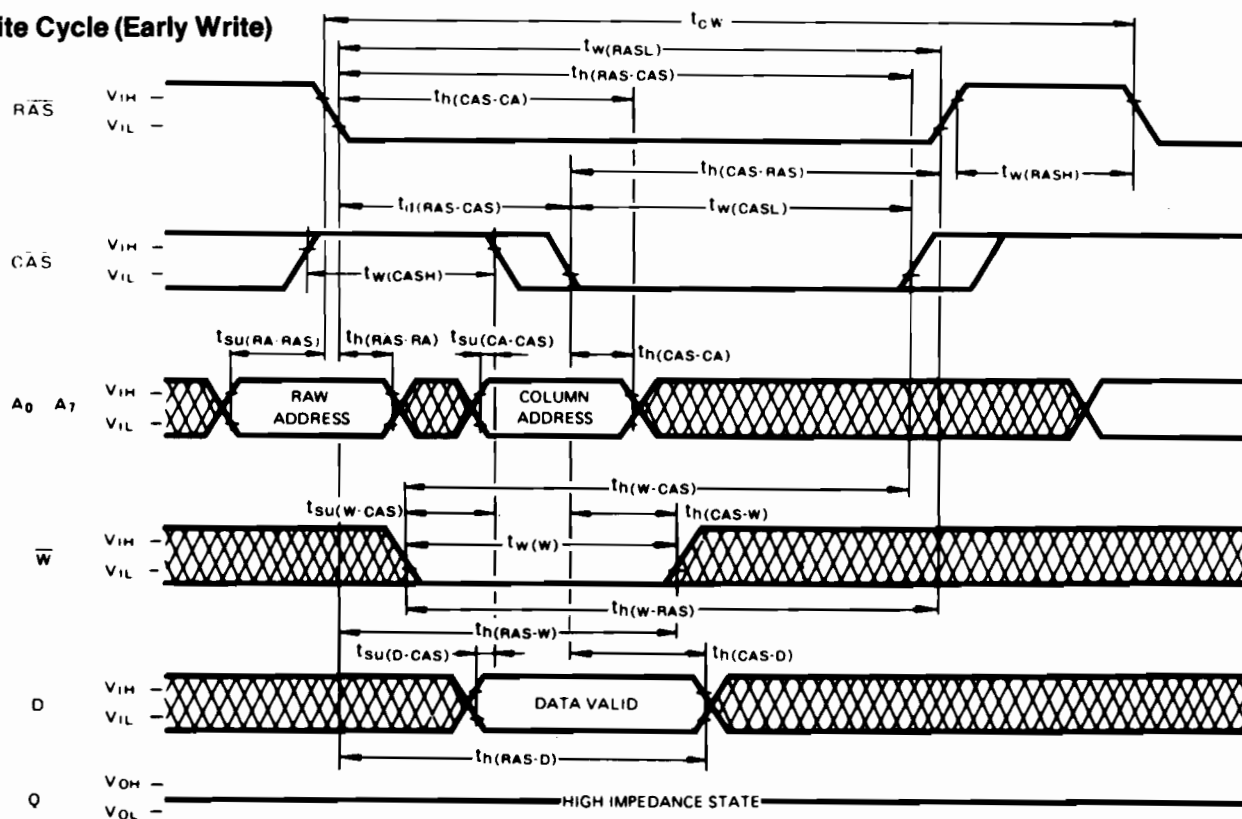 ite Cycle (Early Write)
tCW
tW(RASL)
th(RAS-CAS)
th(CAS-CA)
RAS
VIH
VIL
th(CAS-RAS)
tW(RASH)
td(RAS-CAS)
tW(CASL)
CAS
VIH
VIL
tW(CASH)
tsu(RA-RAS)
th(RAS-RA)
tsu(CA-CAS)
th(CAS-CA)
A0 A7
VIH
VIL
RAW
ADDRESS
COLUMN
ADDRESS
th(W-CAS)
tsu(W-CAS)
th(CAS-W)
W
VIH
VIL
tW(W)
th(W-RAS)
th(RAS-W)
tsu(D-CAS)
th(CAS-D)
D
VIH
VIL
DATA VALID
th(RAS-D)
Q
VOH
VOL
HIGH IMPEDANCE STATE